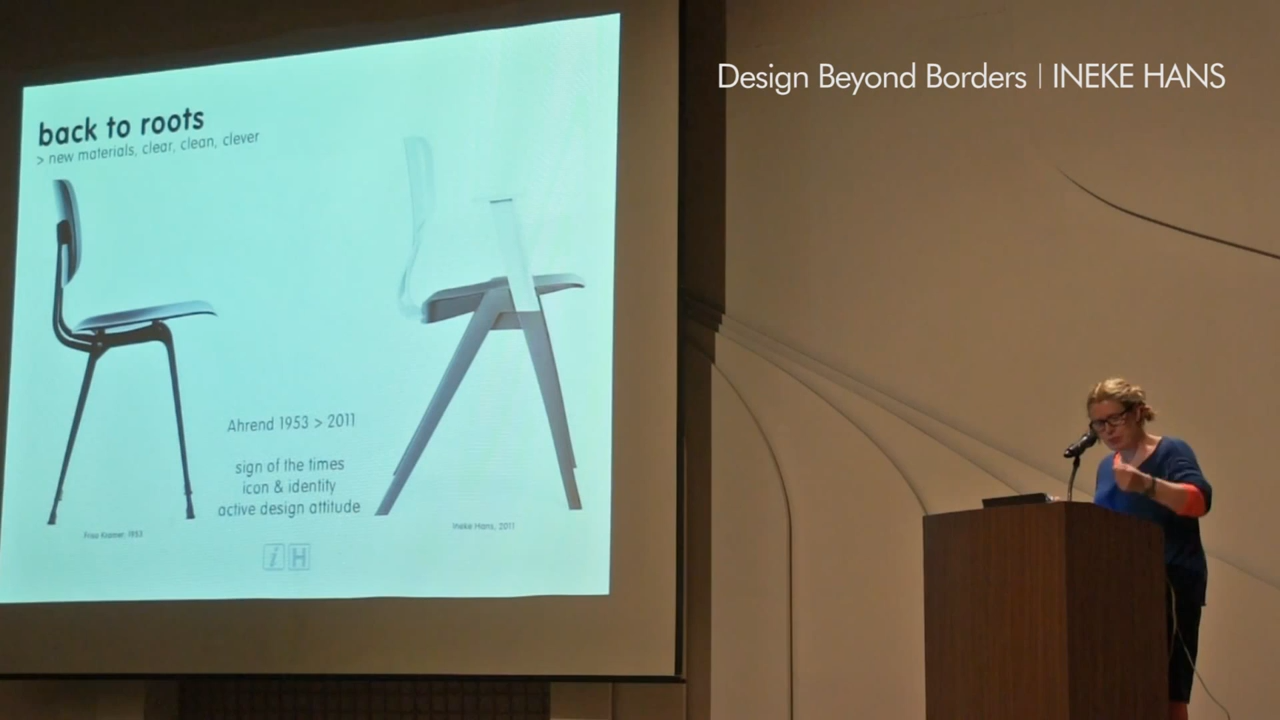 Design Beyond Borders | INEKE HANS
back to roots
> new materials, clear, clean, clever
Ahrend 1953 > 2011
sign of the times
icon & identity
active design attitude
Friso Kramer, 1953
Ineke Hans, 2011
i H